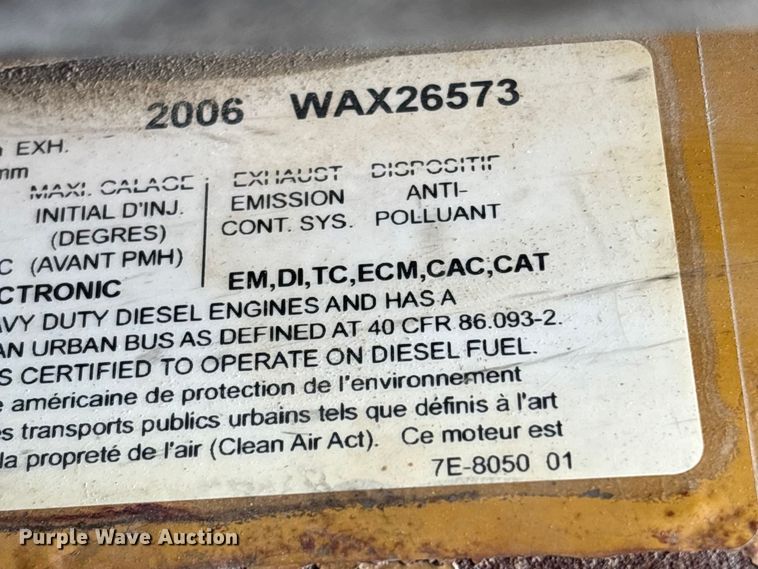 2006 WAX26573
EXH.
mm
MAXI. CALAGE EXHAUST DISPOSITIF
INITIAL D'INJ. EMISSION ANTI-
(DEGRES) CONT. SYS. POLLUANT
C (AVANT PMH)
CTRONIC EM,DI,TC,ECM,CAC,CAT
AVY DUTY DIESEL ENGINES AND HAS A
AN URBAN BUS AS DEFINED AT 40 CFR 86.093-2.
S CERTIFIED TO OPERATE ON DIESEL FUEL.
e américaine de protection de l'environnement
es transports publics urbains tels que définis à l'art
la propreté de l'air (Clean Air Act). Ce moteur est
7E-8050 01
Purple Wave Auction